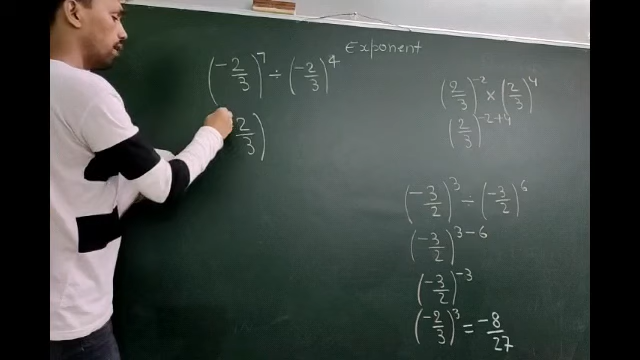 Exponent
(-2/3)^7 ÷ (-2/3)^4
2/3)
(2/3)^-2 × (2/3)^4
(2/3)^-2+4
(-3/2)^3 ÷ (-3/2)^6
(-3/2)^3-6
(-3/2)^-3
(-2/3)^3 = -8/27